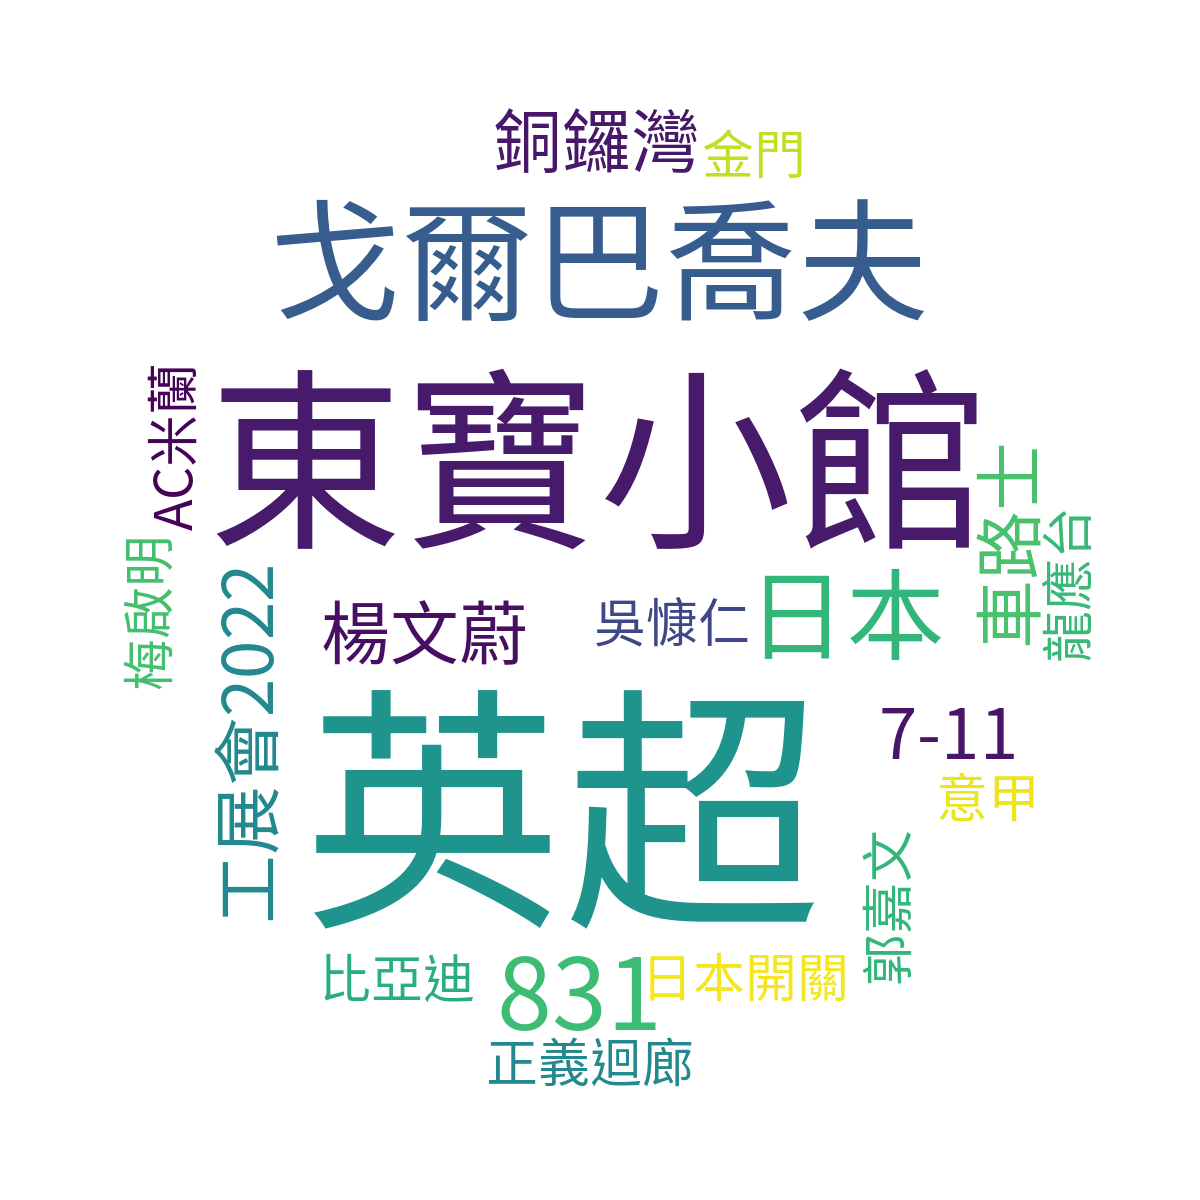 銅鑼灣
金門
戈爾巴喬夫
AC米蘭
東寶小館
車路士
龍應台
梅啟明
工展會2022
楊文蔚
吳慷仁
日本
英超
7-11
意甲
郭嘉文
比亞迪
831
日本開關
正義迴廊